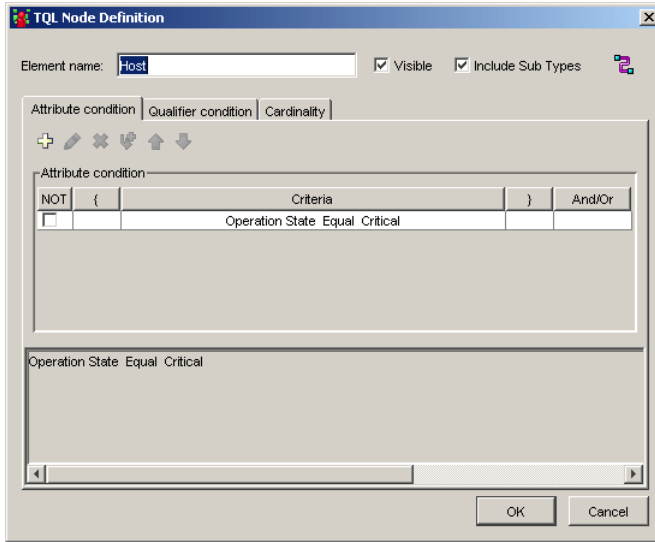 TQL Node Definition
Element name: Host Visible Include Sub Types
Attribute condition Qualifier condition Cardinality
Attribute condition
NOT { Criteria } And/Or
Operation State Equal Critical
Operation State Equal Critical
OK Cancel